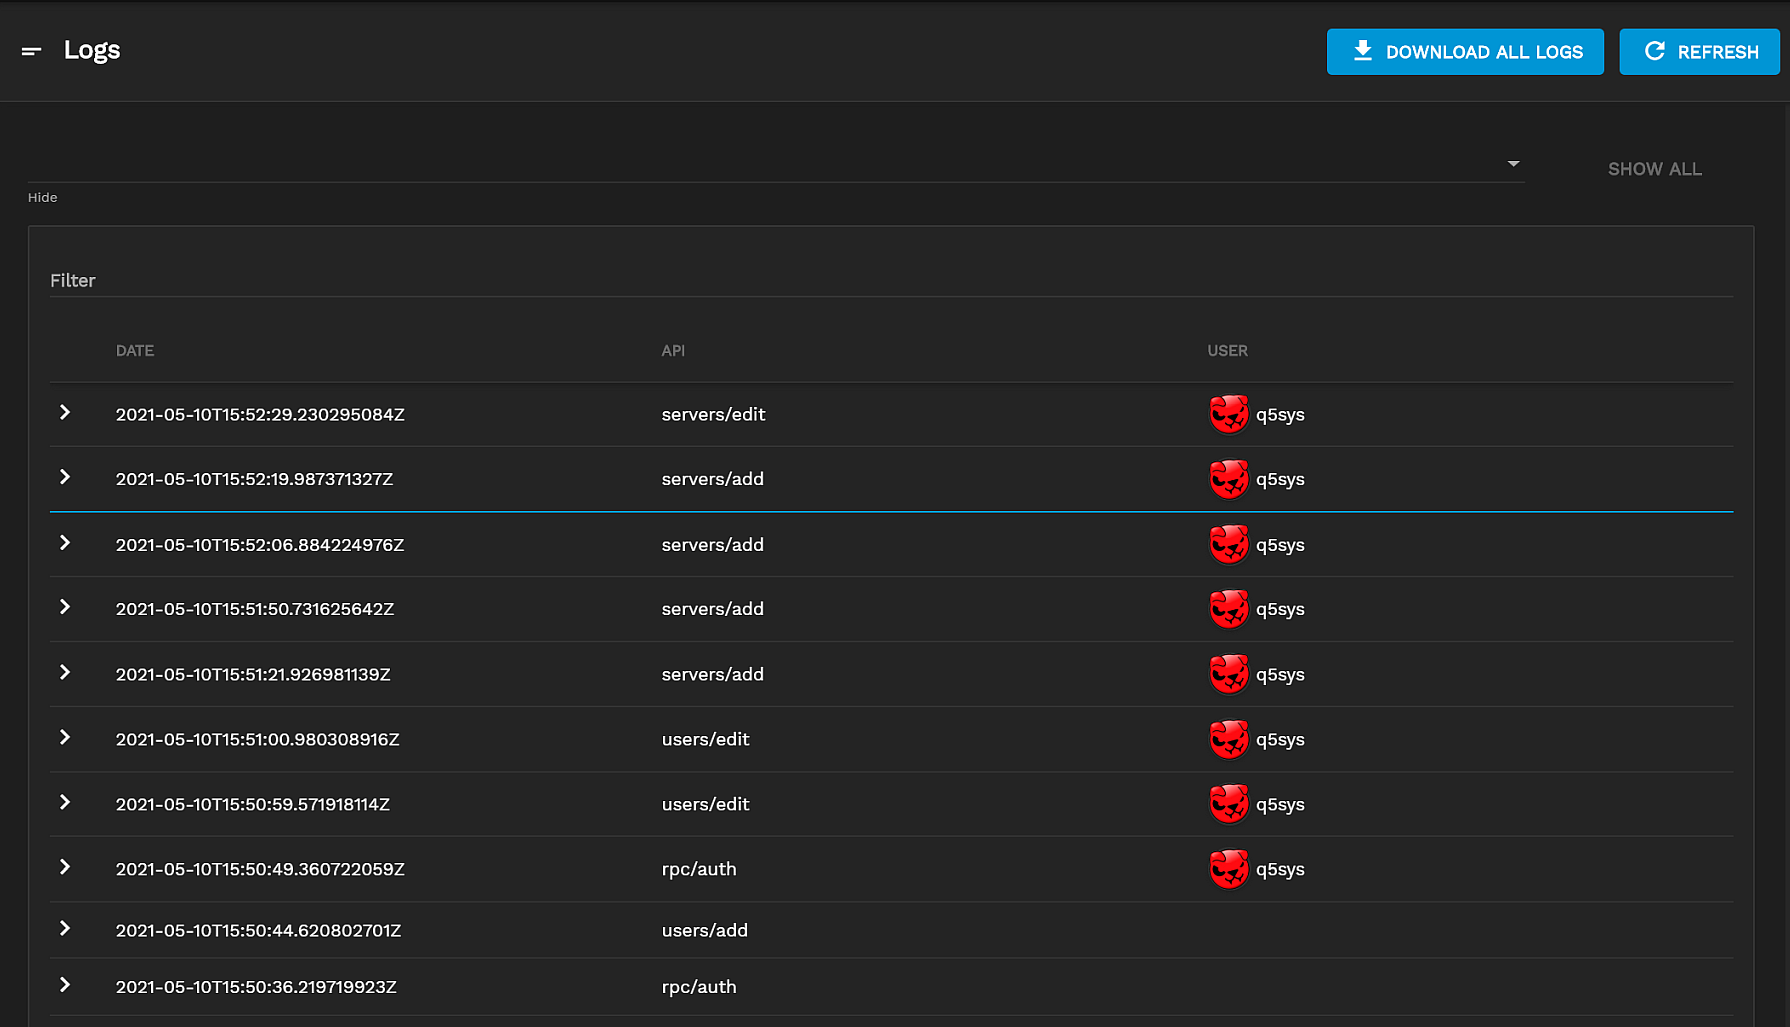 Logs
DOWNLOAD ALL LOGS
REFRESH
SHOW ALL
Hide
Filter
DATE API USER
2021-05-10T15:52:29.230295084Z servers/edit q5sys
2021-05-10T15:52:19.987371327Z servers/add q5sys
2021-05-10T15:52:06.884224976Z servers/add q5sys
2021-05-10T15:51:50.731625642Z servers/add q5sys
2021-05-10T15:51:21.926981139Z servers/add q5sys
2021-05-10T15:51:00.980308916Z users/edit q5sys
2021-05-10T15:50:59.571918114Z users/edit q5sys
2021-05-10T15:50:49.360722059Z rpc/auth q5sys
2021-05-10T15:50:44.620802701Z users/add
2021-05-10T15:50:36.219719923Z rpc/auth